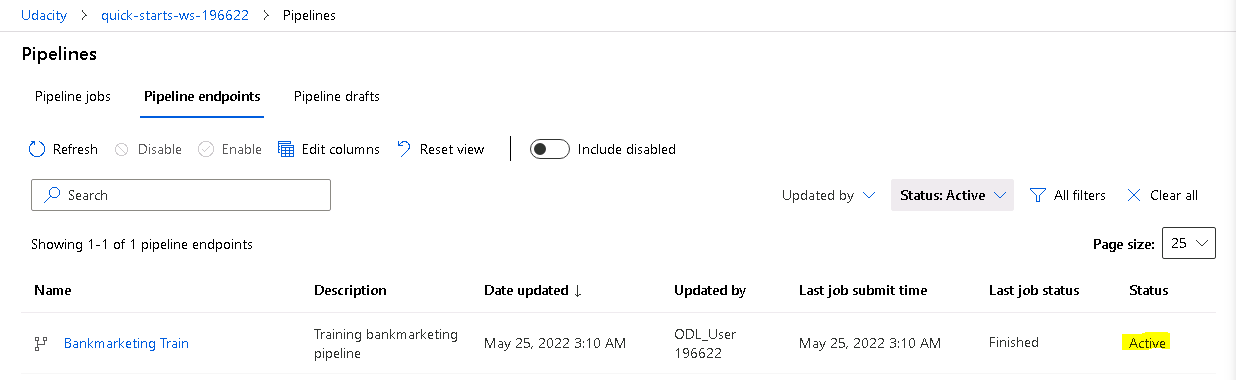 Udacity > quick-starts-ws-196622 > Pipelines
Pipelines
Pipeline jobs Pipeline endpoints Pipeline drafts
Refresh Disable Enable Edit columns Reset view Include disabled
Search Updated by Status: Active All filters Clear all
Showing 1-1 of 1 pipeline endpoints Page size: 25
Name Description Date updated ↓ Updated by Last job submit time Last job status Status
Bankmarketing Train Training bankmarketing pipeline May 25, 2022 3:10 AM ODL_User 196622 May 25, 2022 3:10 AM Finished Active